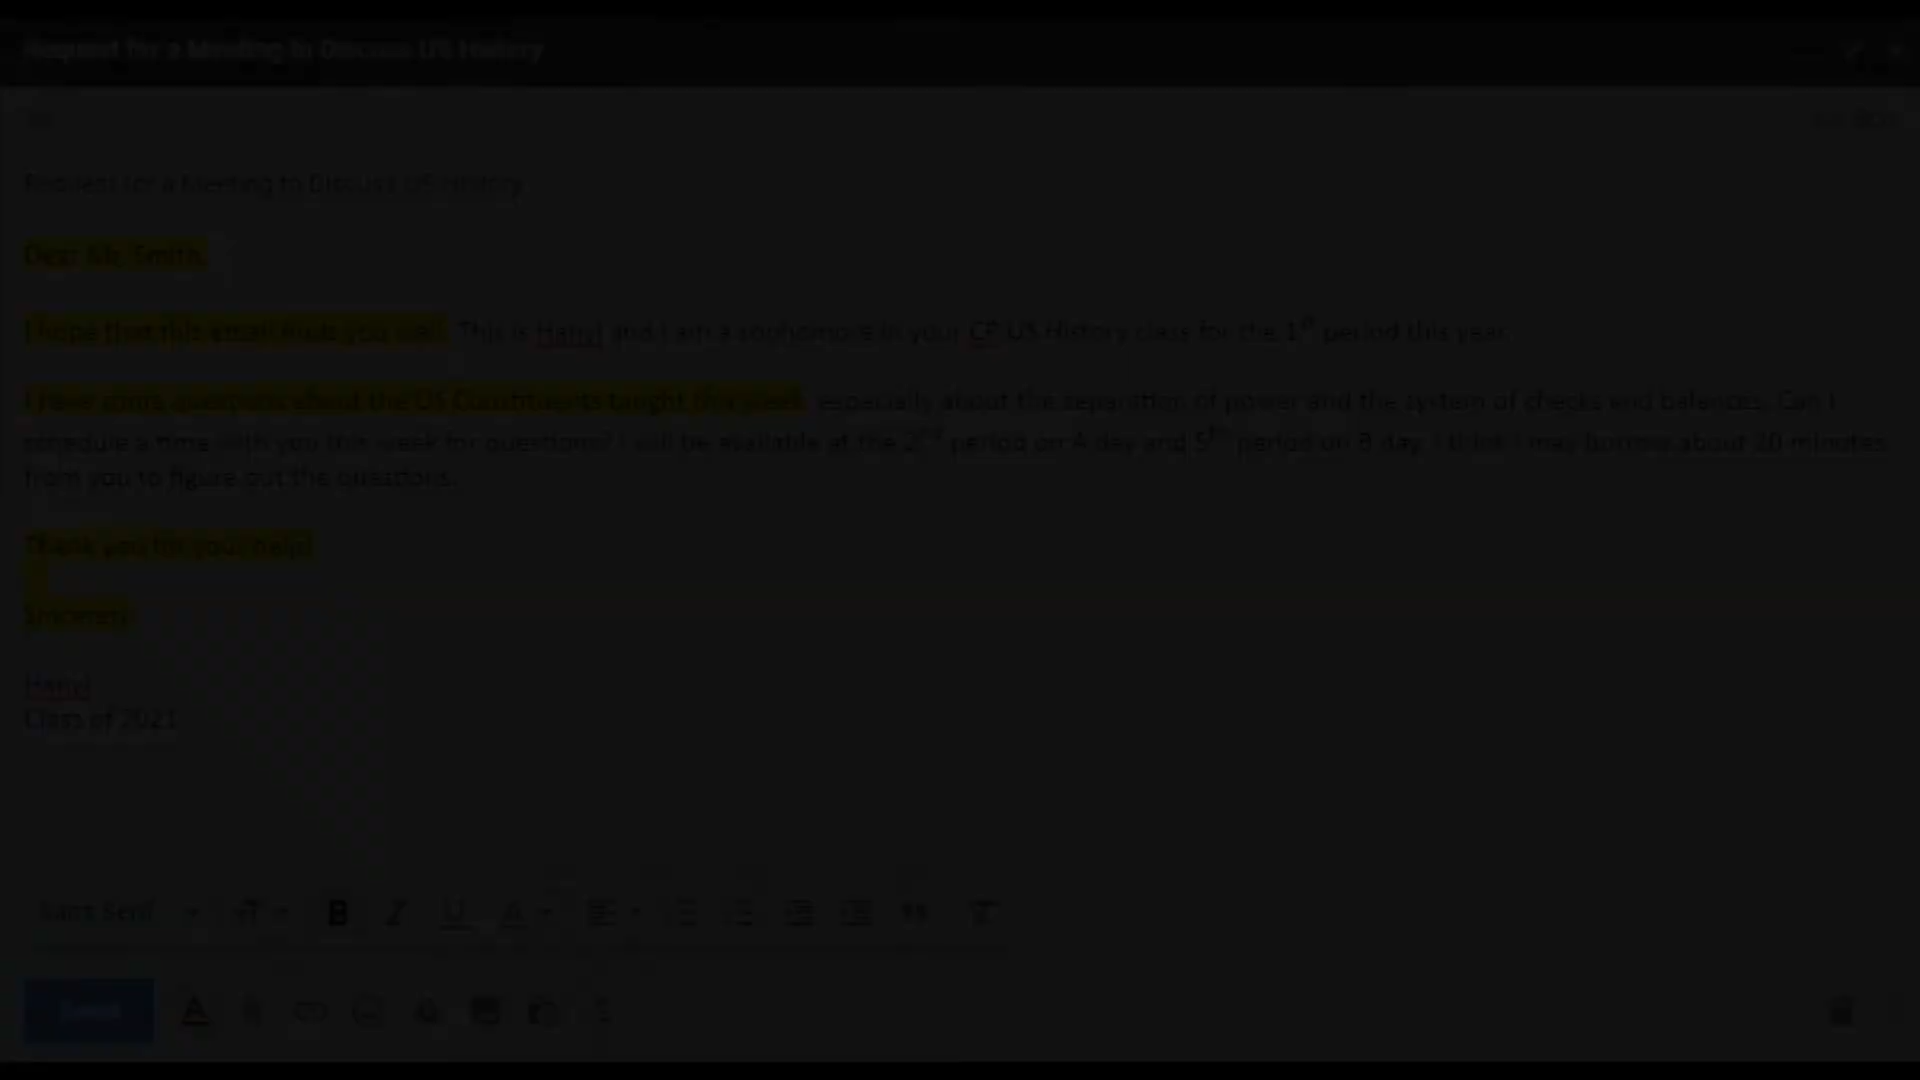 Request for a Meeting to Discuss US History
Request for a Meeting to Discuss US History
Dear Mr. Smith,
I hope that this email finds you well. This is Hanyi and I am a sophomore in your CP US History class for the 1st period this year.
I have some questions about the US Constituents taught this week, especially about the separation of power and the system of checks and balances. Can I
schedule a time with you this week for questions? I will be available at the 2nd period on A day and 5th period on B day. I think I may borrow about 20 minutes
from you to figure out the questions.
Thank you for your help!
Sincerely,
Hanyi
Class of 2021
Sans Serif
Send